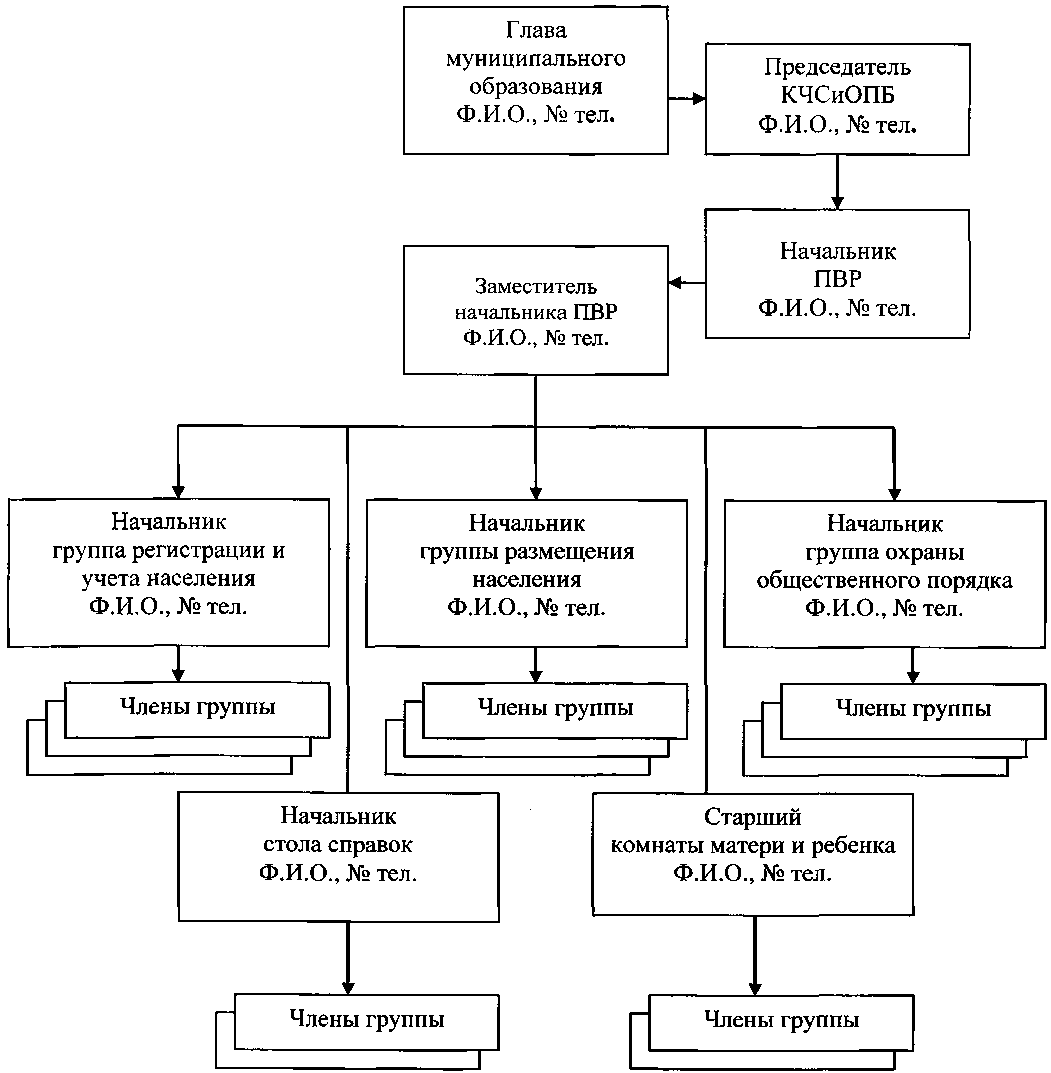 Глава
муниципального
образования
Ф.И.О., № тел.
Председатель
КЧСиОПБ
Ф.И.О., № тел.
Начальник
ПВР
Ф.И.О., № тел.
Заместитель
начальника ПВР
Ф.И.О., № тел.
Начальник
группа регистрации и
учета населения
Ф.И.О., № тел.
Начальник
группы размещения
населения
Ф.И.О., № тел.
Начальник
группа охраны
общественного порядка
Ф.И.О., № тел.
Члены группы
Члены группы
Члены группы
Начальник
стола справок
Ф.И.О., № тел.
Старший
комнаты матери и ребенка
Ф.И.О., № тел.
Члены группы
Члены группы